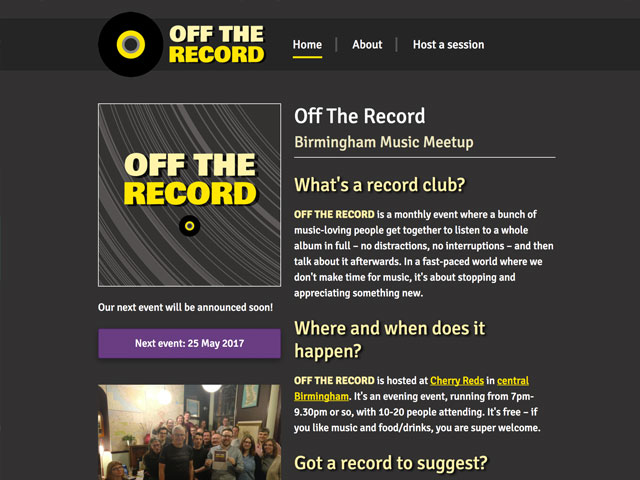 OFF THE
RECORD
Home
About
Host a session
OFF THE
RECORD
Our next event will be announced soon!
Next event: 25 May 2017
Off The Record
Birmingham Music Meetup
What's a record club?
OFF THE RECORD is a monthly event where a bunch of
music-loving people get together to listen to a whole
album in full – no distractions, no interruptions – and then
talk about it afterwards. In a fast-paced world where we
don't make time for music, it's about stopping and
appreciating something new.
Where and when does it
happen?
OFF THE RECORD is hosted at Cherry Reds in central
Birmingham. It's an evening event, running from 7pm-
9.30pm or so, with 10-20 people attending. It's free – if
you like music and food/drinks, you are super welcome.
Got a record to suggest?